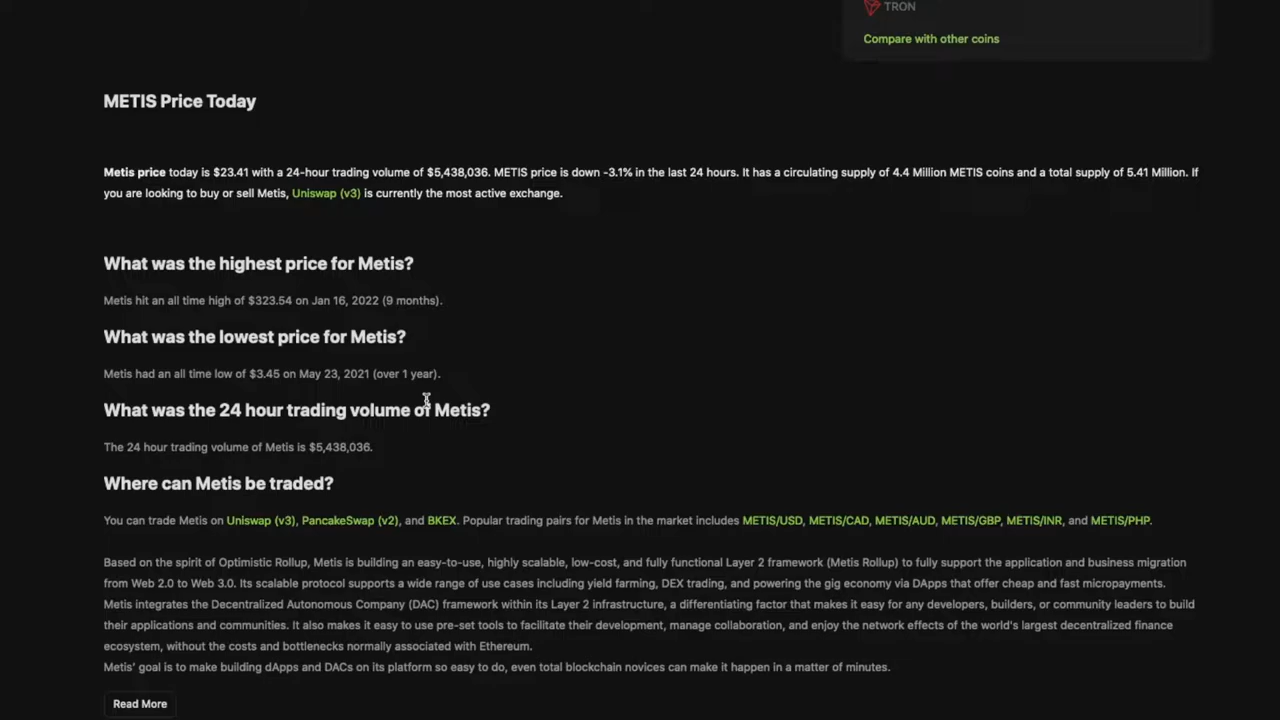 TRON
Compare with other coins
METIS Price Today
Metis price today is $23.41 with a 24-hour trading volume of $5,438,036. METIS price is down -3.1% in the last 24 hours. It has a circulating supply of 4.4 Million METIS coins and a total supply of 5.41 Million. If
you are looking to buy or sell Metis, Uniswap (v3) is currently the most active exchange.
What was the highest price for Metis?
Metis hit an all time high of $323.54 on Jan 16, 2022 (9 months).
What was the lowest price for Metis?
Metis had an all time low of $3.45 on May 23, 2021 (over 1 year).
What was the 24 hour trading volume of Metis?
The 24 hour trading volume of Metis is $5,438,036.
Where can Metis be traded?
You can trade Metis on Uniswap (v3), PancakeSwap (v2), and BKEX. Popular trading pairs for Metis in the market includes METIS/USD, METIS/CAD, METIS/AUD, METIS/GBP, METIS/INR, and METIS/PHP.
Based on the spirit of Optimistic Rollup, Metis is building an easy-to-use, highly scalable, low-cost, and fully functional Layer 2 framework (Metis Rollup) to fully support the application and business migration
from Web 2.0 to Web 3.0. Its scalable protocol supports a wide range of use cases including yield farming, DEX trading, and powering the gig economy via DApps that offer cheap and fast micropayments.
Metis integrates the Decentralized Autonomous Company (DAC) framework within its Layer 2 infrastructure, a differentiating factor that makes it easy for any developers, builders, or community leaders to build
their applications and communities. It also makes it easy to use pre-set tools to facilitate their development, manage collaboration, and enjoy the network effects of the world's largest decentralized finance
ecosystem, without the costs and bottlenecks normally associated with Ethereum.
Metis' goal is to make building dApps and DACs on its platform so easy to do, even total blockchain novices can make it happen in a matter of minutes.
Read More